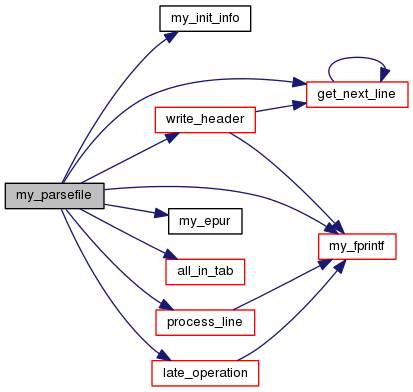 my_init_info
get_next_line
write_header
my_parsefile
my_epur
my_fprintf
all_in_tab
process_line
late_operation